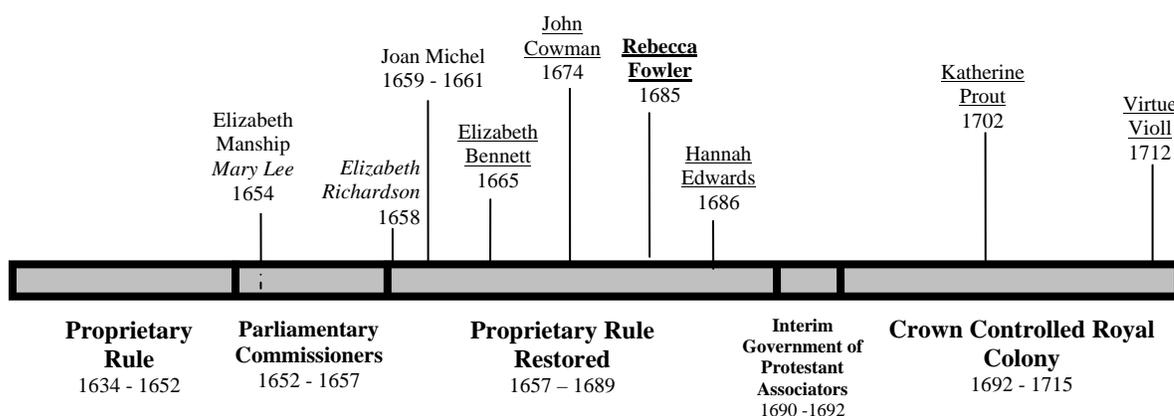 Elizabeth
Manship
Mary Lee
1654
Elizabeth
Richardson
1658
Joan Michel
1659 - 1661
Elizabeth
Bennett
1665
John
Cowman
1674
Rebecca
Fowler
1685
Hannah
Edwards
1686
Katherine
Prout
1702
Virtue
Violl
1712
Proprietary
Rule
1634 - 1652
Parliamentary
Commissioners
1652 - 1657
Proprietary Rule
Restored
1657 – 1689
Interim
Government of
Protestant
Associators
1690 -1692
Crown Controlled Royal
Colony
1692 - 1715